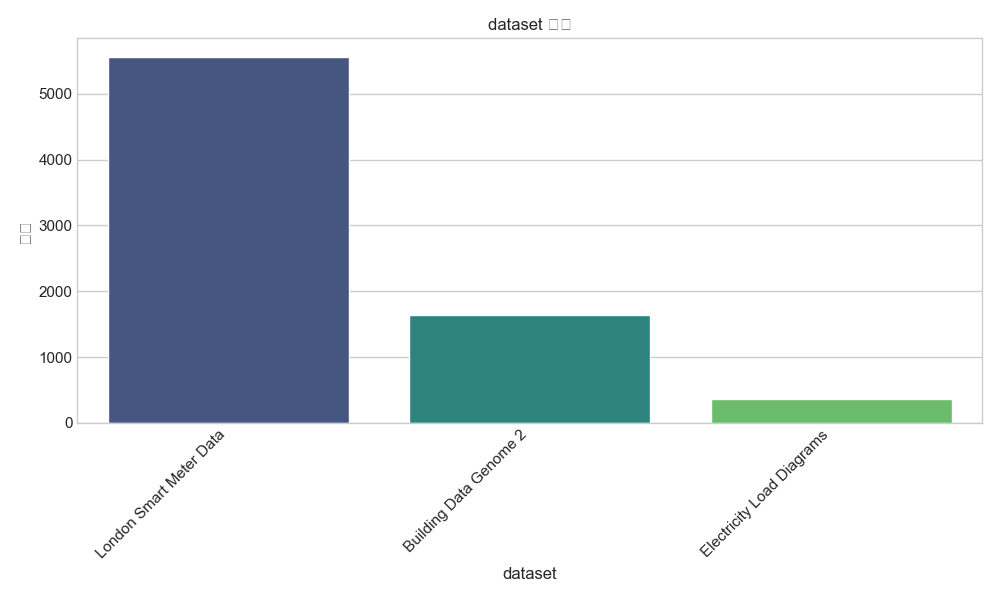 dataset
5000
4000
3000
2000
1000
0
London Smart Meter Data
Building Data Genome 2
Electricity Load Diagrams
dataset